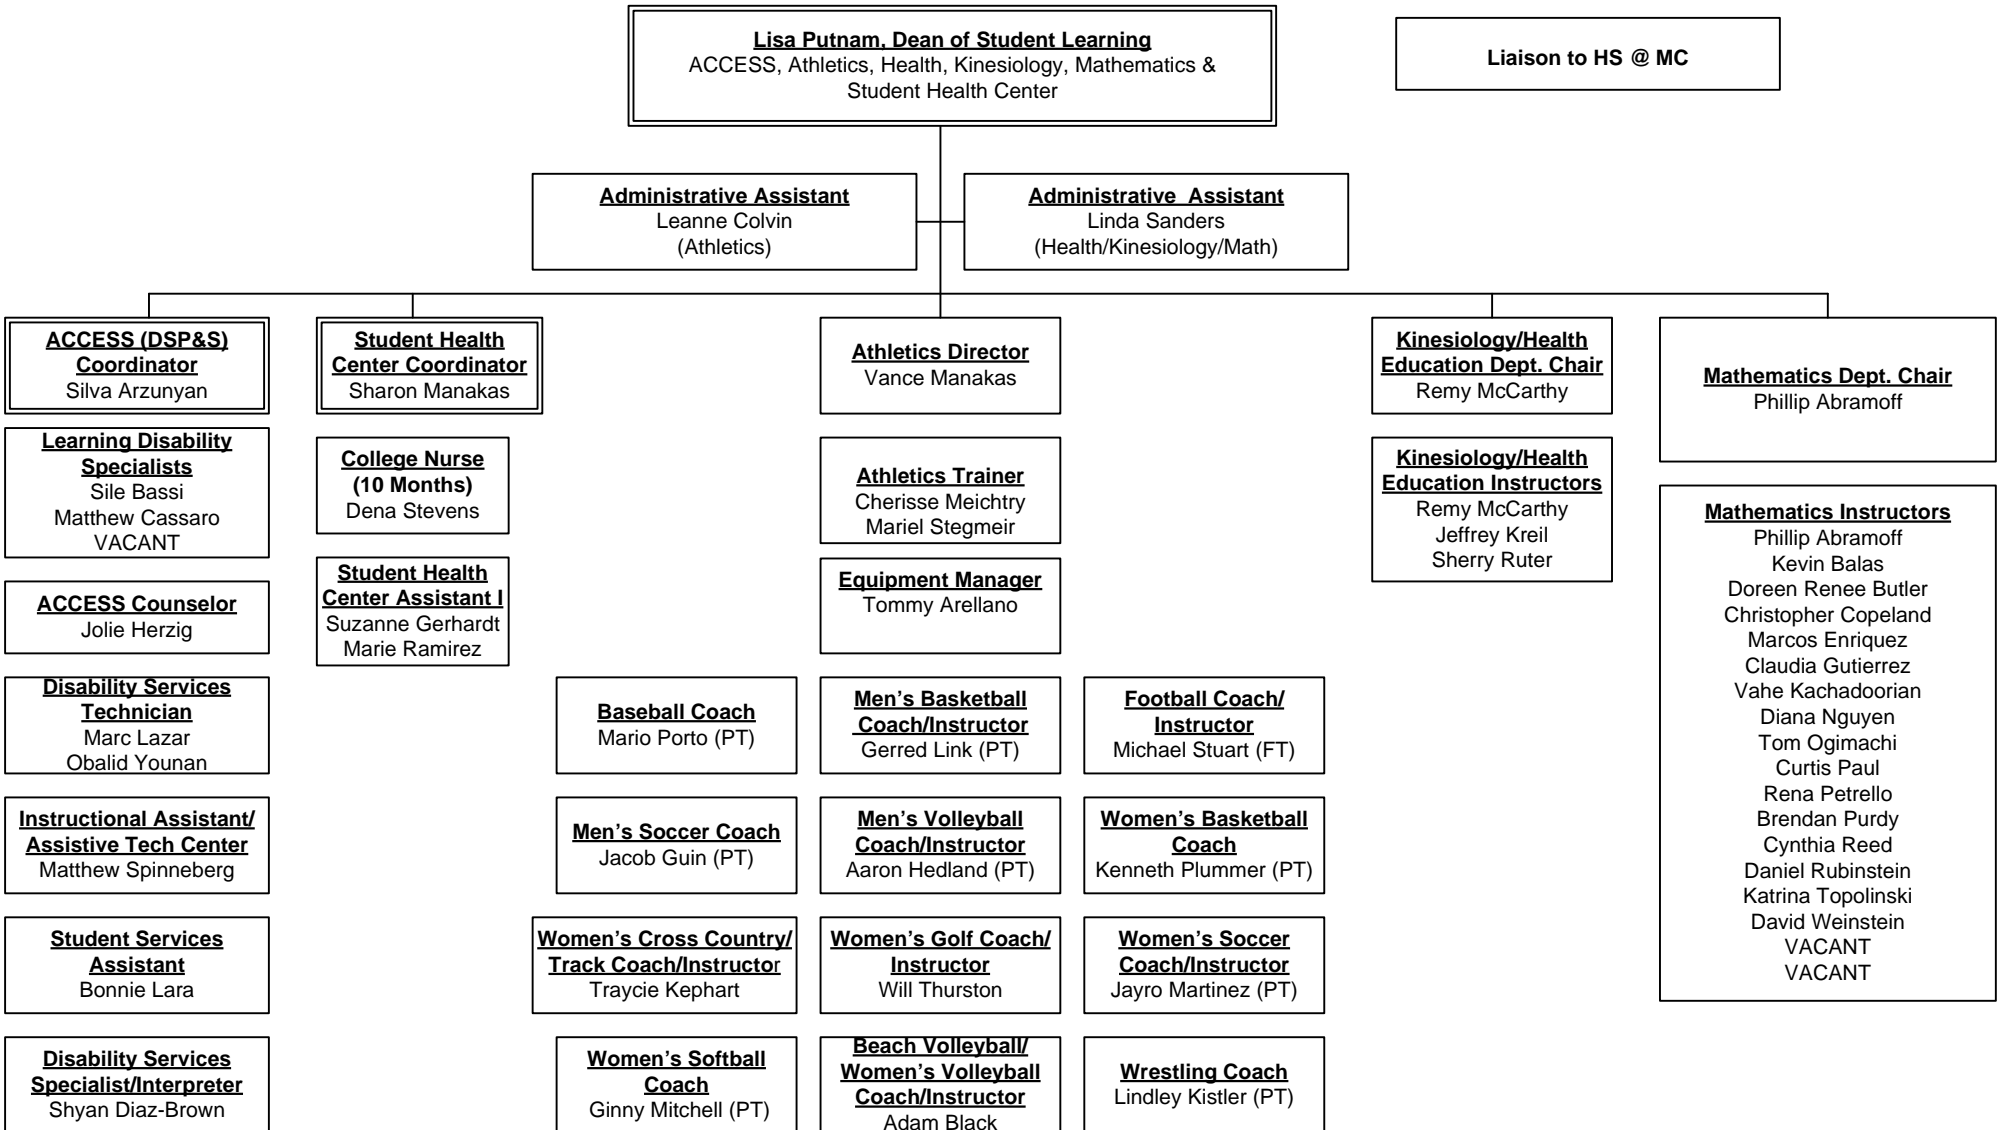 Lisa Putnam, Dean of Student Learning
ACCESS, Athletics, Health, Kinesiology, Mathematics &
Student Health Center
Liaison to HS @ MC
Administrative Assistant
Leanne Colvin
(Athletics)
Administrative  Assistant
Linda Sanders
(Health/Kinesiology/Math)
ACCESS (DSP&S)
Coordinator
Silva Arzunyan
Learning Disability
Specialists
Sile Bassi
Matthew Cassaro
VACANT
ACCESS Counselor
Jolie Herzig
Disability Services
Technician
Marc Lazar
Obalid Younan
Instructional Assistant/
Assistive Tech Center
Matthew Spinneberg
Student Services
Assistant
Bonnie Lara
Disability Services
Specialist/Interpreter
Shyan Diaz-Brown
Student Health
Center Coordinator
Sharon Manakas
College Nurse
(10 Months)
Dena Stevens
Student Health
Center Assistant I
Suzanne Gerhardt
Marie Ramirez
Athletics Director
Vance Manakas
Athletics Trainer
Cherisse Meichtry
Mariel Stegmeir
Equipment Manager
Tommy Arellano
Baseball Coach
Mario Porto (PT)
Men's Basketball
Coach/Instructor
Gerred Link (PT)
Football Coach/
Instructor
Michael Stuart (FT)
Men's Soccer Coach
Jacob Guin (PT)
Men's Volleyball
Coach/Instructor
Aaron Hedland (PT)
Women's Basketball
Coach
Kenneth Plummer (PT)
Women's Cross Country/
Track Coach/Instructor
Traycie Kephart
Women's Golf Coach/
Instructor
Will Thurston
Women's Soccer
Coach/Instructor
Jayro Martinez (PT)
Women's Softball
Coach
Ginny Mitchell (PT)
Beach Volleyball/
Women's Volleyball
Coach/Instructor
Adam Black
Wrestling Coach
Lindley Kistler (PT)
Kinesiology/Health
Education Dept. Chair
Remy McCarthy
Kinesiology/Health
Education Instructors
Remy McCarthy
Jeffrey Kreil
Sherry Ruter
Mathematics Dept. Chair
Phillip Abramoff
Mathematics Instructors
Phillip Abramoff
Kevin Balas
Doreen Renee Butler
Christopher Copeland
Marcos Enriquez
Claudia Gutierrez
Vahe Kachadoorian
Diana Nguyen
Tom Ogimachi
Curtis Paul
Rena Petrello
Brendan Purdy
Cynthia Reed
Daniel Rubinstein
Katrina Topolinski
David Weinstein
VACANT
VACANT